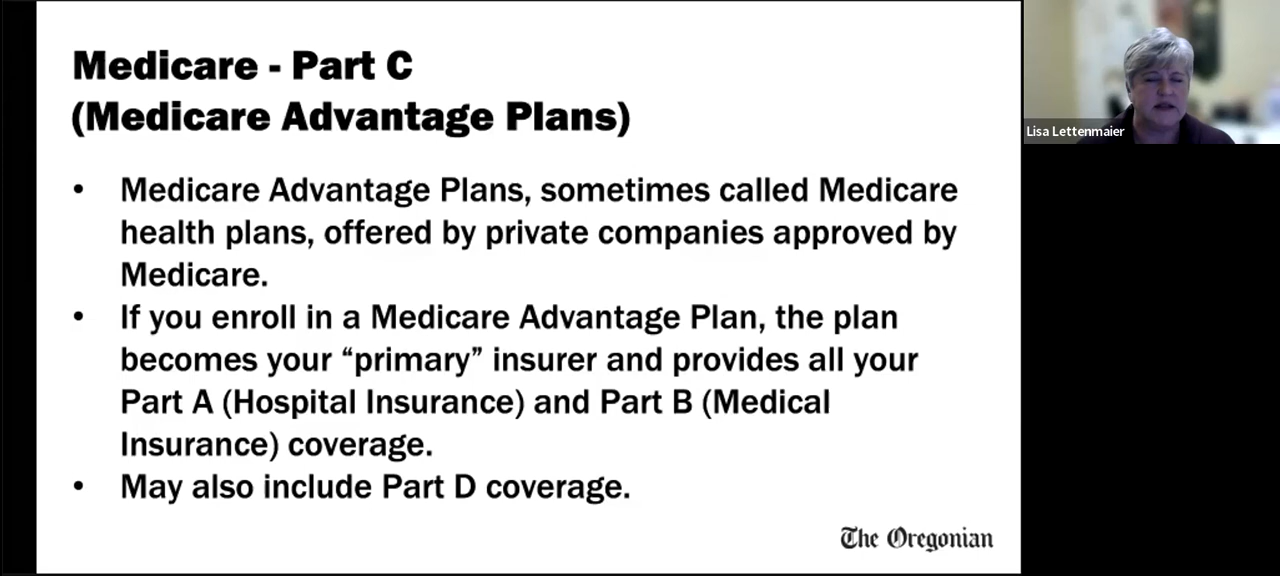 Medicare - Part C
(Medicare Advantage Plans)
• Medicare Advantage Plans, sometimes called Medicare
health plans, offered by private companies approved by
Medicare.
• If you enroll in a Medicare Advantage Plan, the plan
becomes your “primary” insurer and provides all your
Part A (Hospital Insurance) and Part B (Medical
Insurance) coverage.
• May also include Part D coverage.
The Oregonian
Lisa Lettenmaier